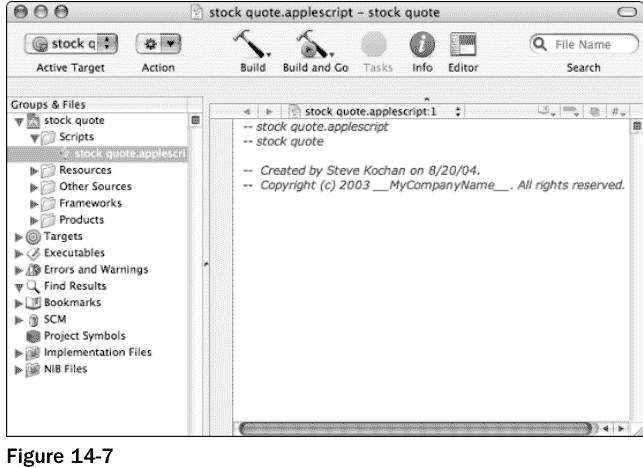 stock quote.applescript – stock quote
stock q
File Name
Active Target Action Build Build and Go Tasks Info Editor Search
Groups & Files
stock quote.applescript:1
stock quote
Scripts
stock quote.applescri
Resources
Other Sources
Frameworks
Products
Targets
Executables
Errors and Warnings
Find Results
Bookmarks
SCM
Project Symbols
Implementation Files
NIB Files
-- stock quote.applescript
-- stock quote
-- Created by Steve Kochan on 8/20/04.
-- Copyright (c) 2003 __MyCompanyName__. All rights reserved.
Figure 14-7